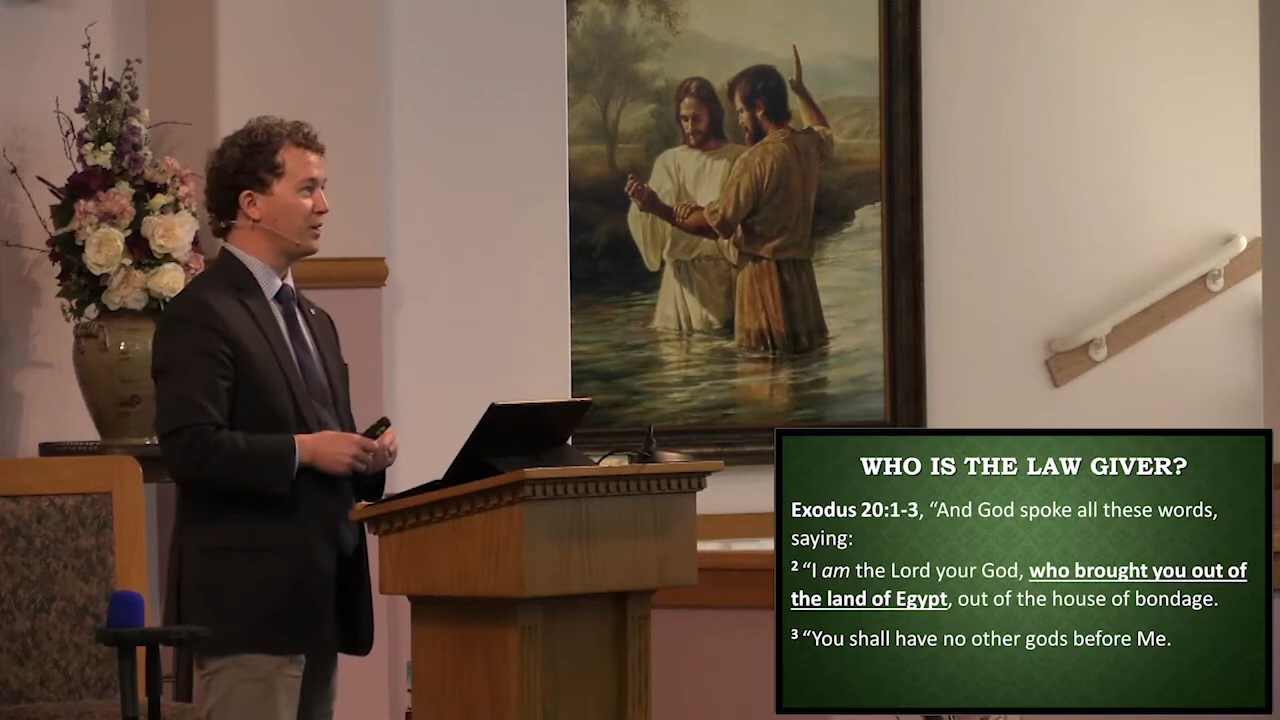 WHO IS THE LAW GIVER?
Exodus 20:1-3, “And God spoke all these words,
saying:
2 “I am the Lord your God, who brought you out of
the land of Egypt, out of the house of bondage.
3 “You shall have no other gods before Me.